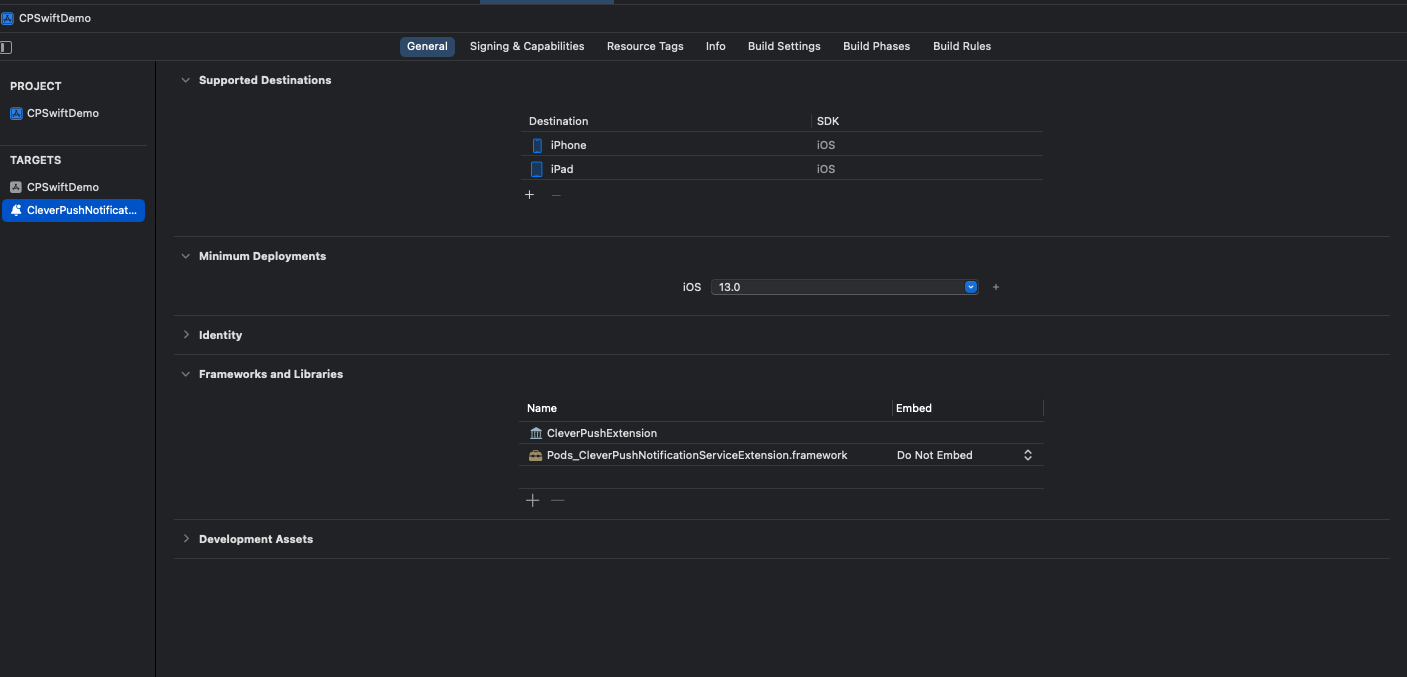 CPSwiftDemo
General Signing & Capabilities Resource Tags Info Build Settings Build Phases Build Rules
PROJECT
CPSwiftDemo
TARGETS
CPSwiftDemo
CleverPushNotificat...
Supported Destinations
Destination SDK
iPhone iOS
iPad iOS
Minimum Deployments
iOS 13.0
Identity
Frameworks and Libraries
Name Embed
CleverPushExtension
Pods_CleverPushNotificationServiceExtension.framework Do Not Embed
Development Assets